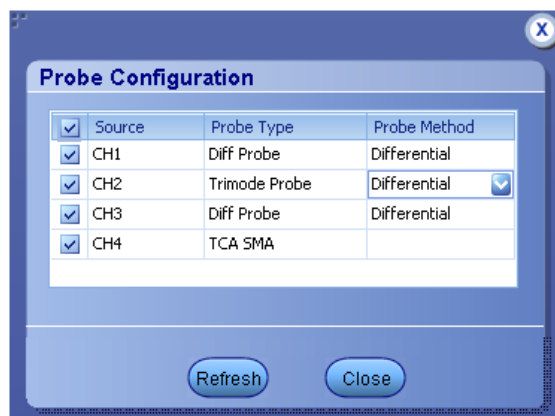 X
Probe Configuration
Source Probe Type Probe Method
CH1 Diff Probe Differential
CH2 Trimode Probe Differential
CH3 Diff Probe Differential
CH4 TCA SMA
Refresh Close